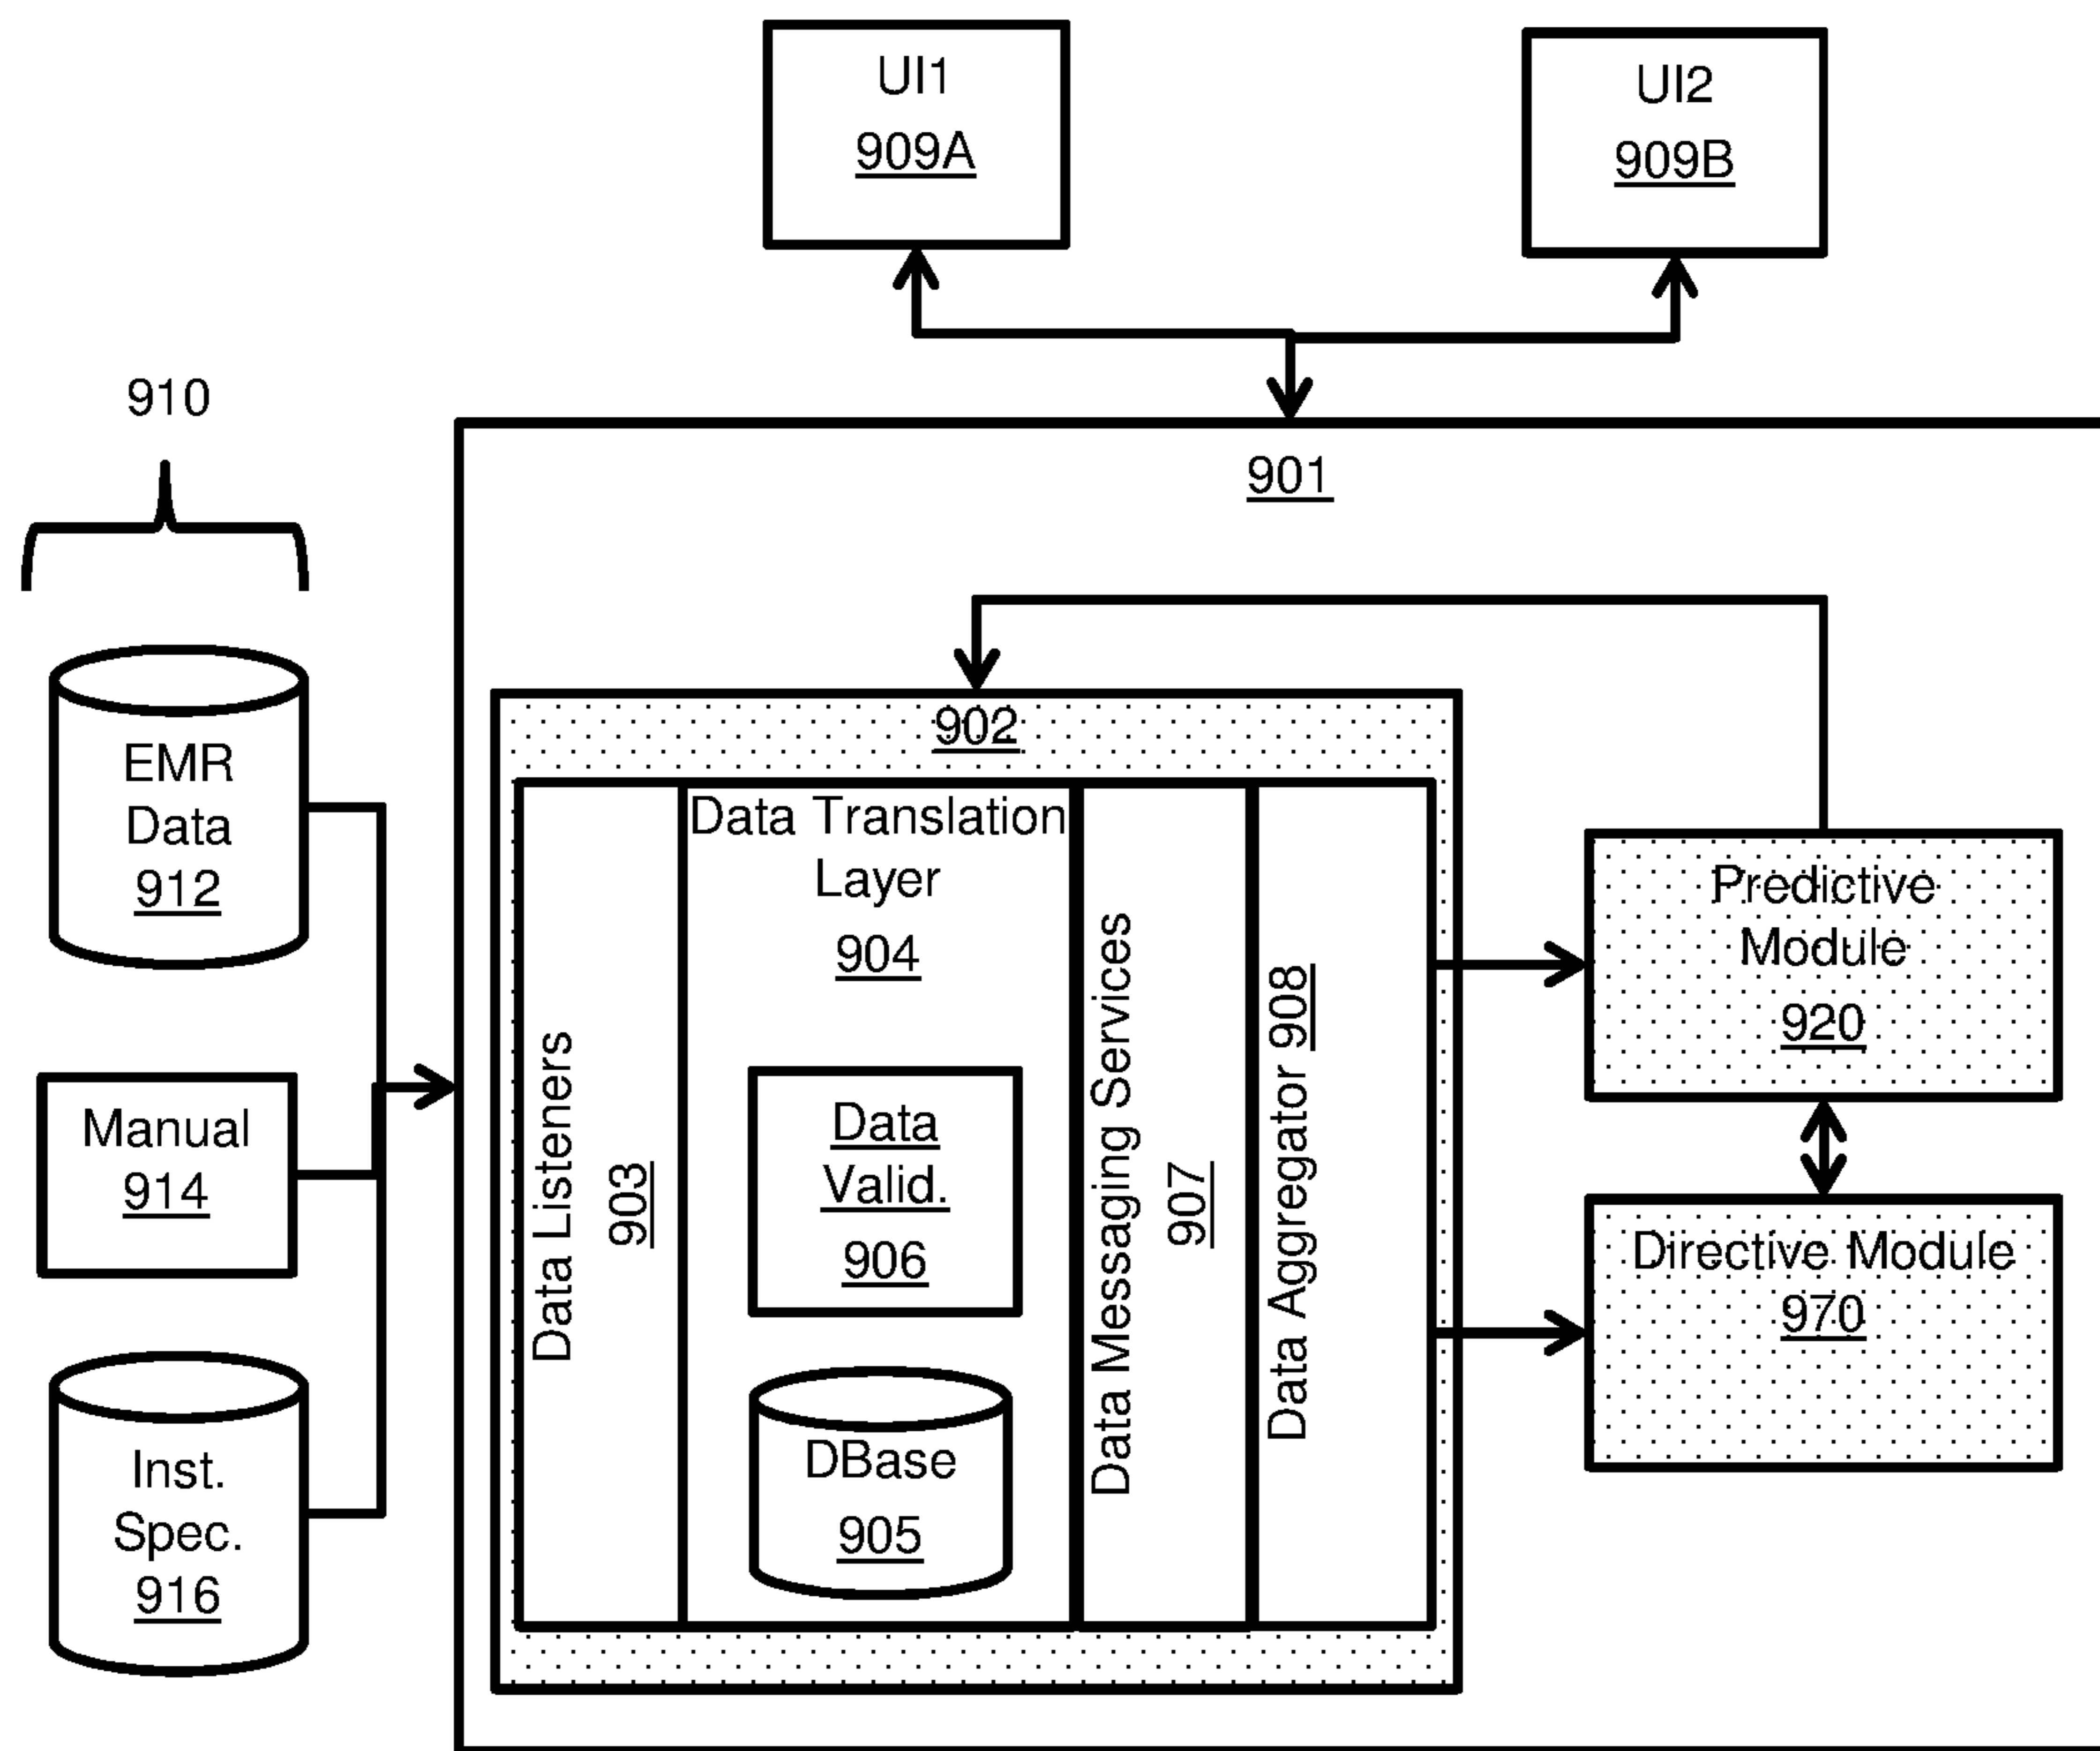 UI1
909A
UI2
909B
910
901
EMR
Data
912
902
Data Listeners
903
Data Translation
Layer
904
Data
Valid.
906
DBase
905
Data Messaging Services
907
Data Aggregator 908
Predictive
Module
920
Manual
914
Directive Module
970
Inst.
Spec.
916